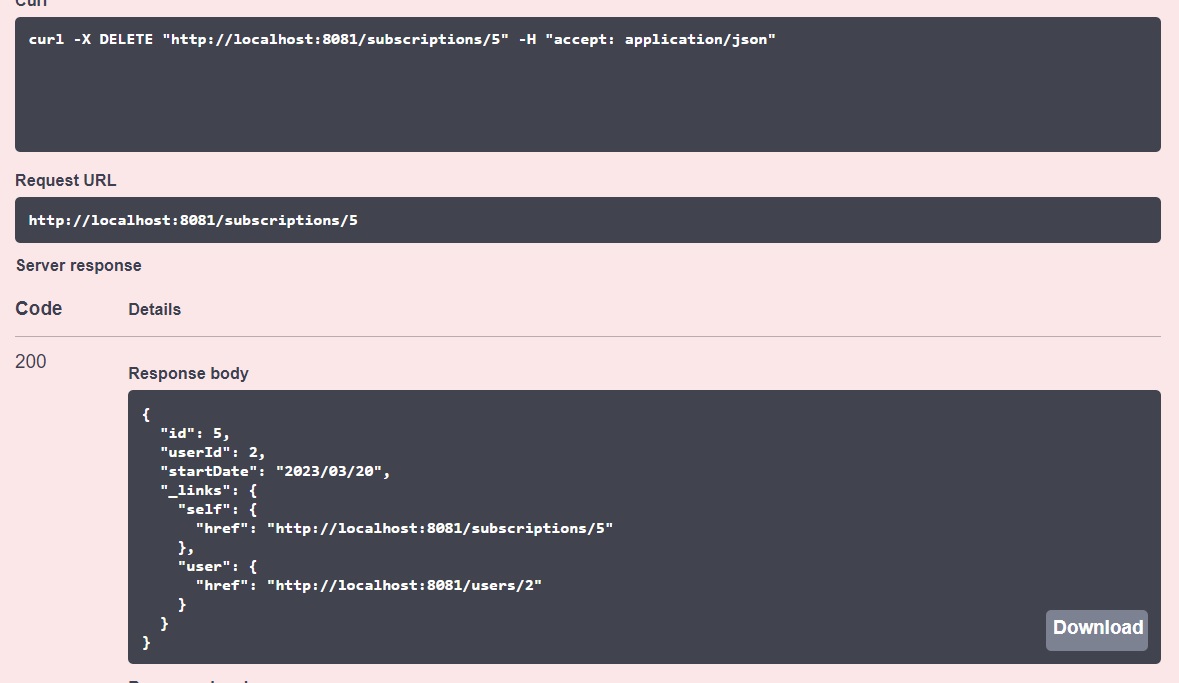 Curl
curl -X DELETE "http://localhost:8081/subscriptions/5" -H "accept: application/json"
Request URL
http://localhost:8081/subscriptions/5
Server response
Code Details
200
Response body
{
"id": 5,
"userId": 2,
"startDate": "2023/03/20",
"_links": {
"self": {
"href": "http://localhost:8081/subscriptions/5"
},
"user": {
"href": "http://localhost:8081/users/2"
}
}
}
Download